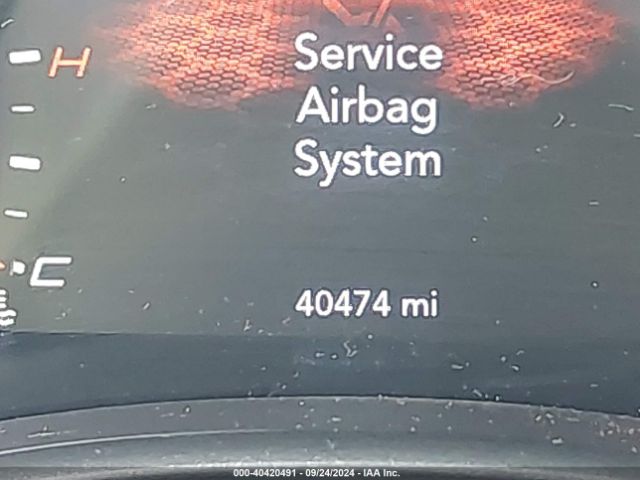 H
Service
Airbag
System
C
40474 mi
000-40420491 - 09/24/2024 - IAA Inc.